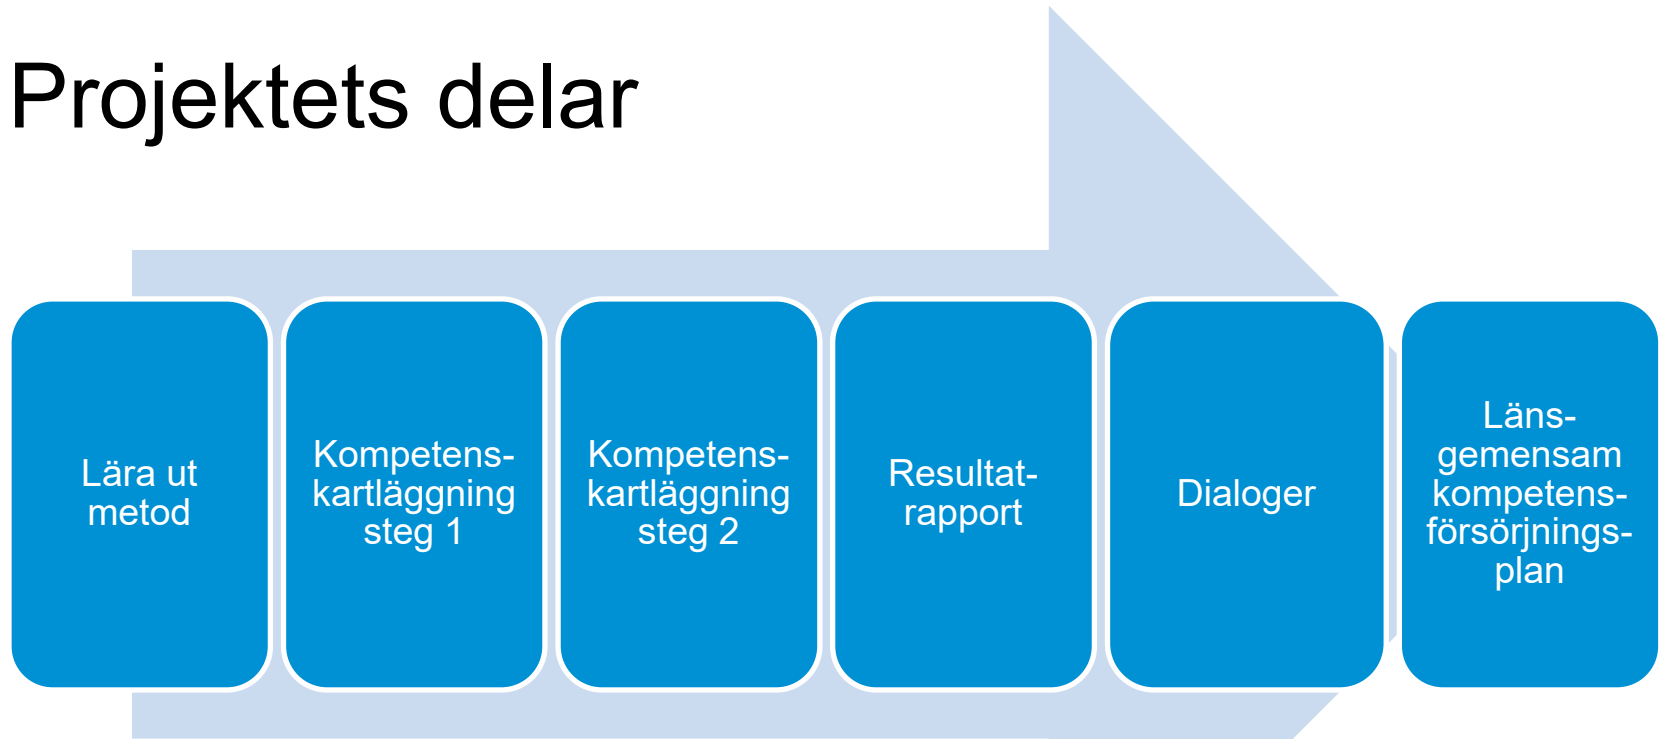 Projektets delar
Lära ut
metod
Kompetens-
kartläggning
steg 1
Kompetens-
kartläggning
steg 2
Resultat-
rapport
Dialoger
Läns-
gemensam
kompetens-
försörjnings-
plan